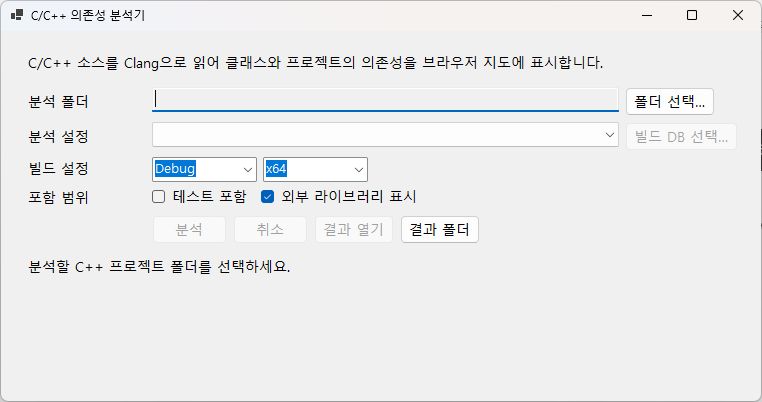 C/C++ 의존성 분석기
C/C++ 소스를 Clang으로 읽어 클래스와 프로젝트의 의존성을 브라우저 지도에 표시합니다.
분석 폴더 폴더 선택...
분석 설정 빌드 DB 선택...
빌드 설정 Debug x64
포함 범위 테스트 포함 외부 라이브러리 표시
분석 취소 결과 열기 결과 폴더
분석할 C++ 프로젝트 폴더를 선택하세요.